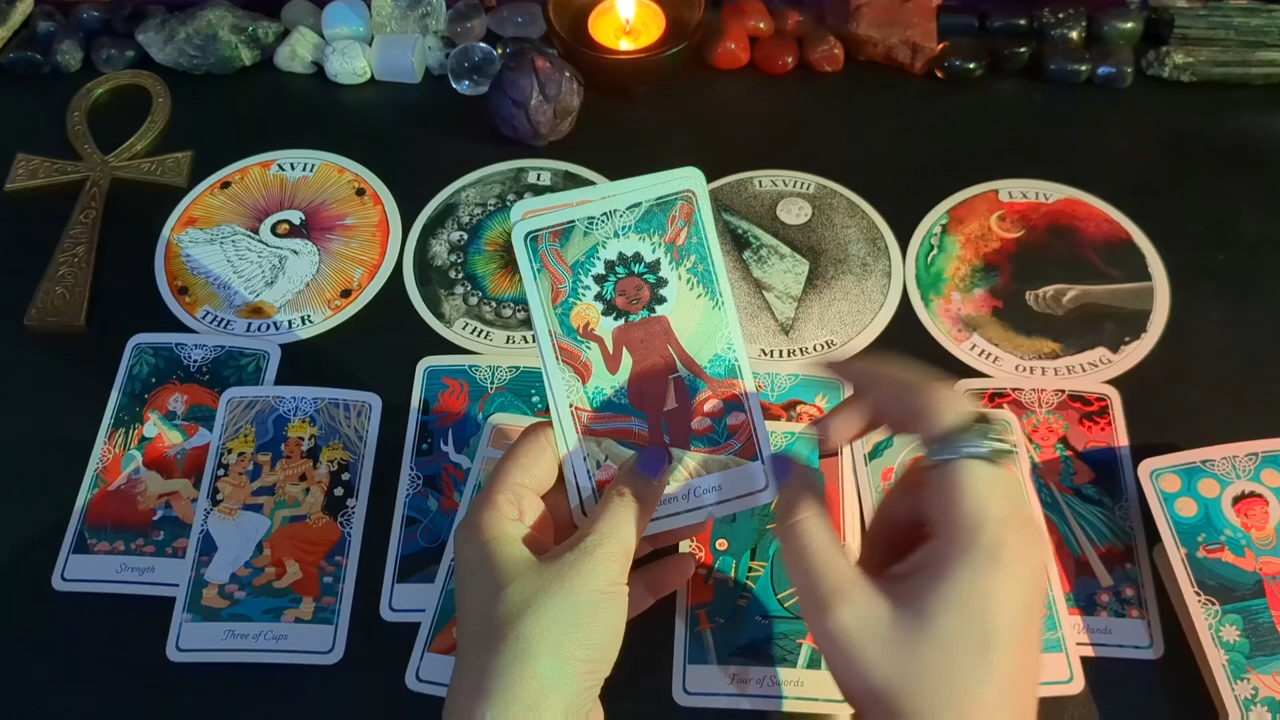 XVII
THE LOVER
L
THE
LXVIII
MIRROR
LXIV
THE OFFERING
Queen of Coins
Strength
Three of Cups
Four of Swords
Wands